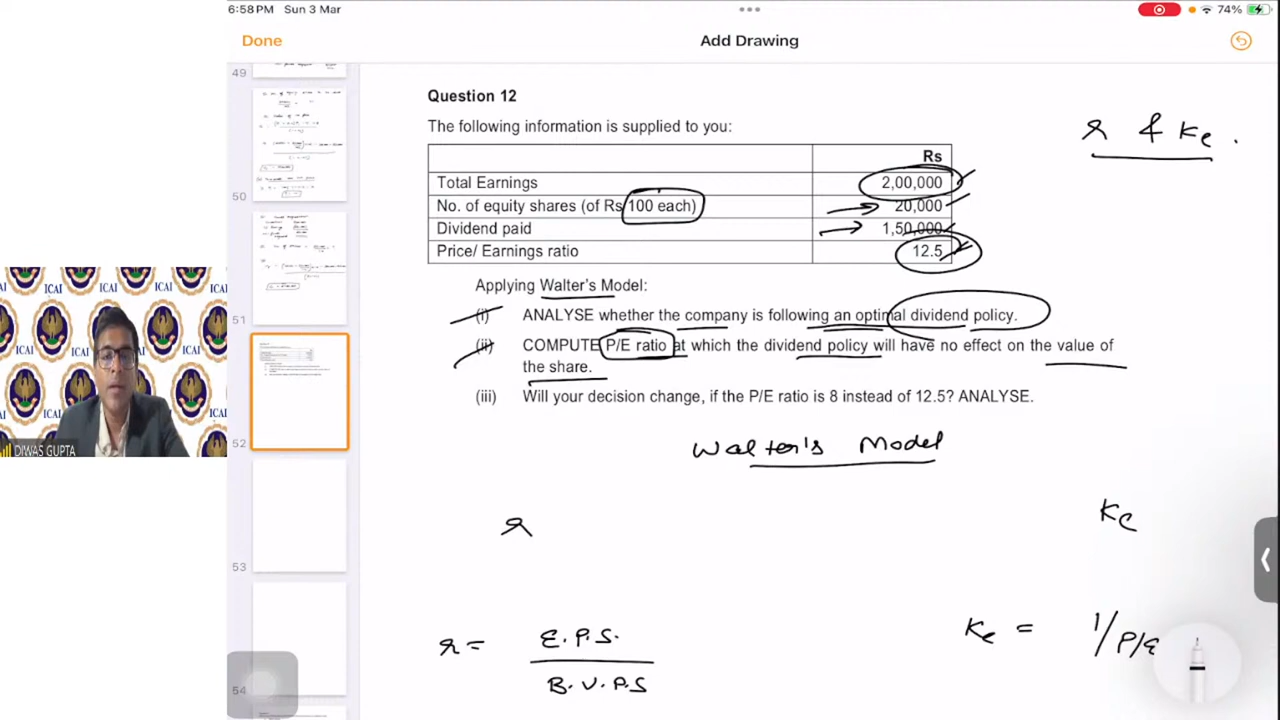 6:58 PM Sun 3 Mar
74%
Done
Add Drawing
49
50
51
52
53
54
Question 12
The following information is supplied to you:
Rs
Total Earnings 2,00,000
No. of equity shares (of Rs 100 each) 20,000
Dividend paid 1,50,000
Price/ Earnings ratio 12.5
r & Ke.
Applying Walter's Model:
(i) ANALYSE whether the company is following an optimal dividend policy.
(ii) COMPUTE P/E ratio at which the dividend policy will have no effect on the value of
the share.
(iii) Will your decision change, if the P/E ratio is 8 instead of 12.5? ANALYSE.
Walter's Model
r Ke
r = E.P.S. Ke = 1/P/E
B.V.P.S
ICAI ICAI
DIWAS GUPTA